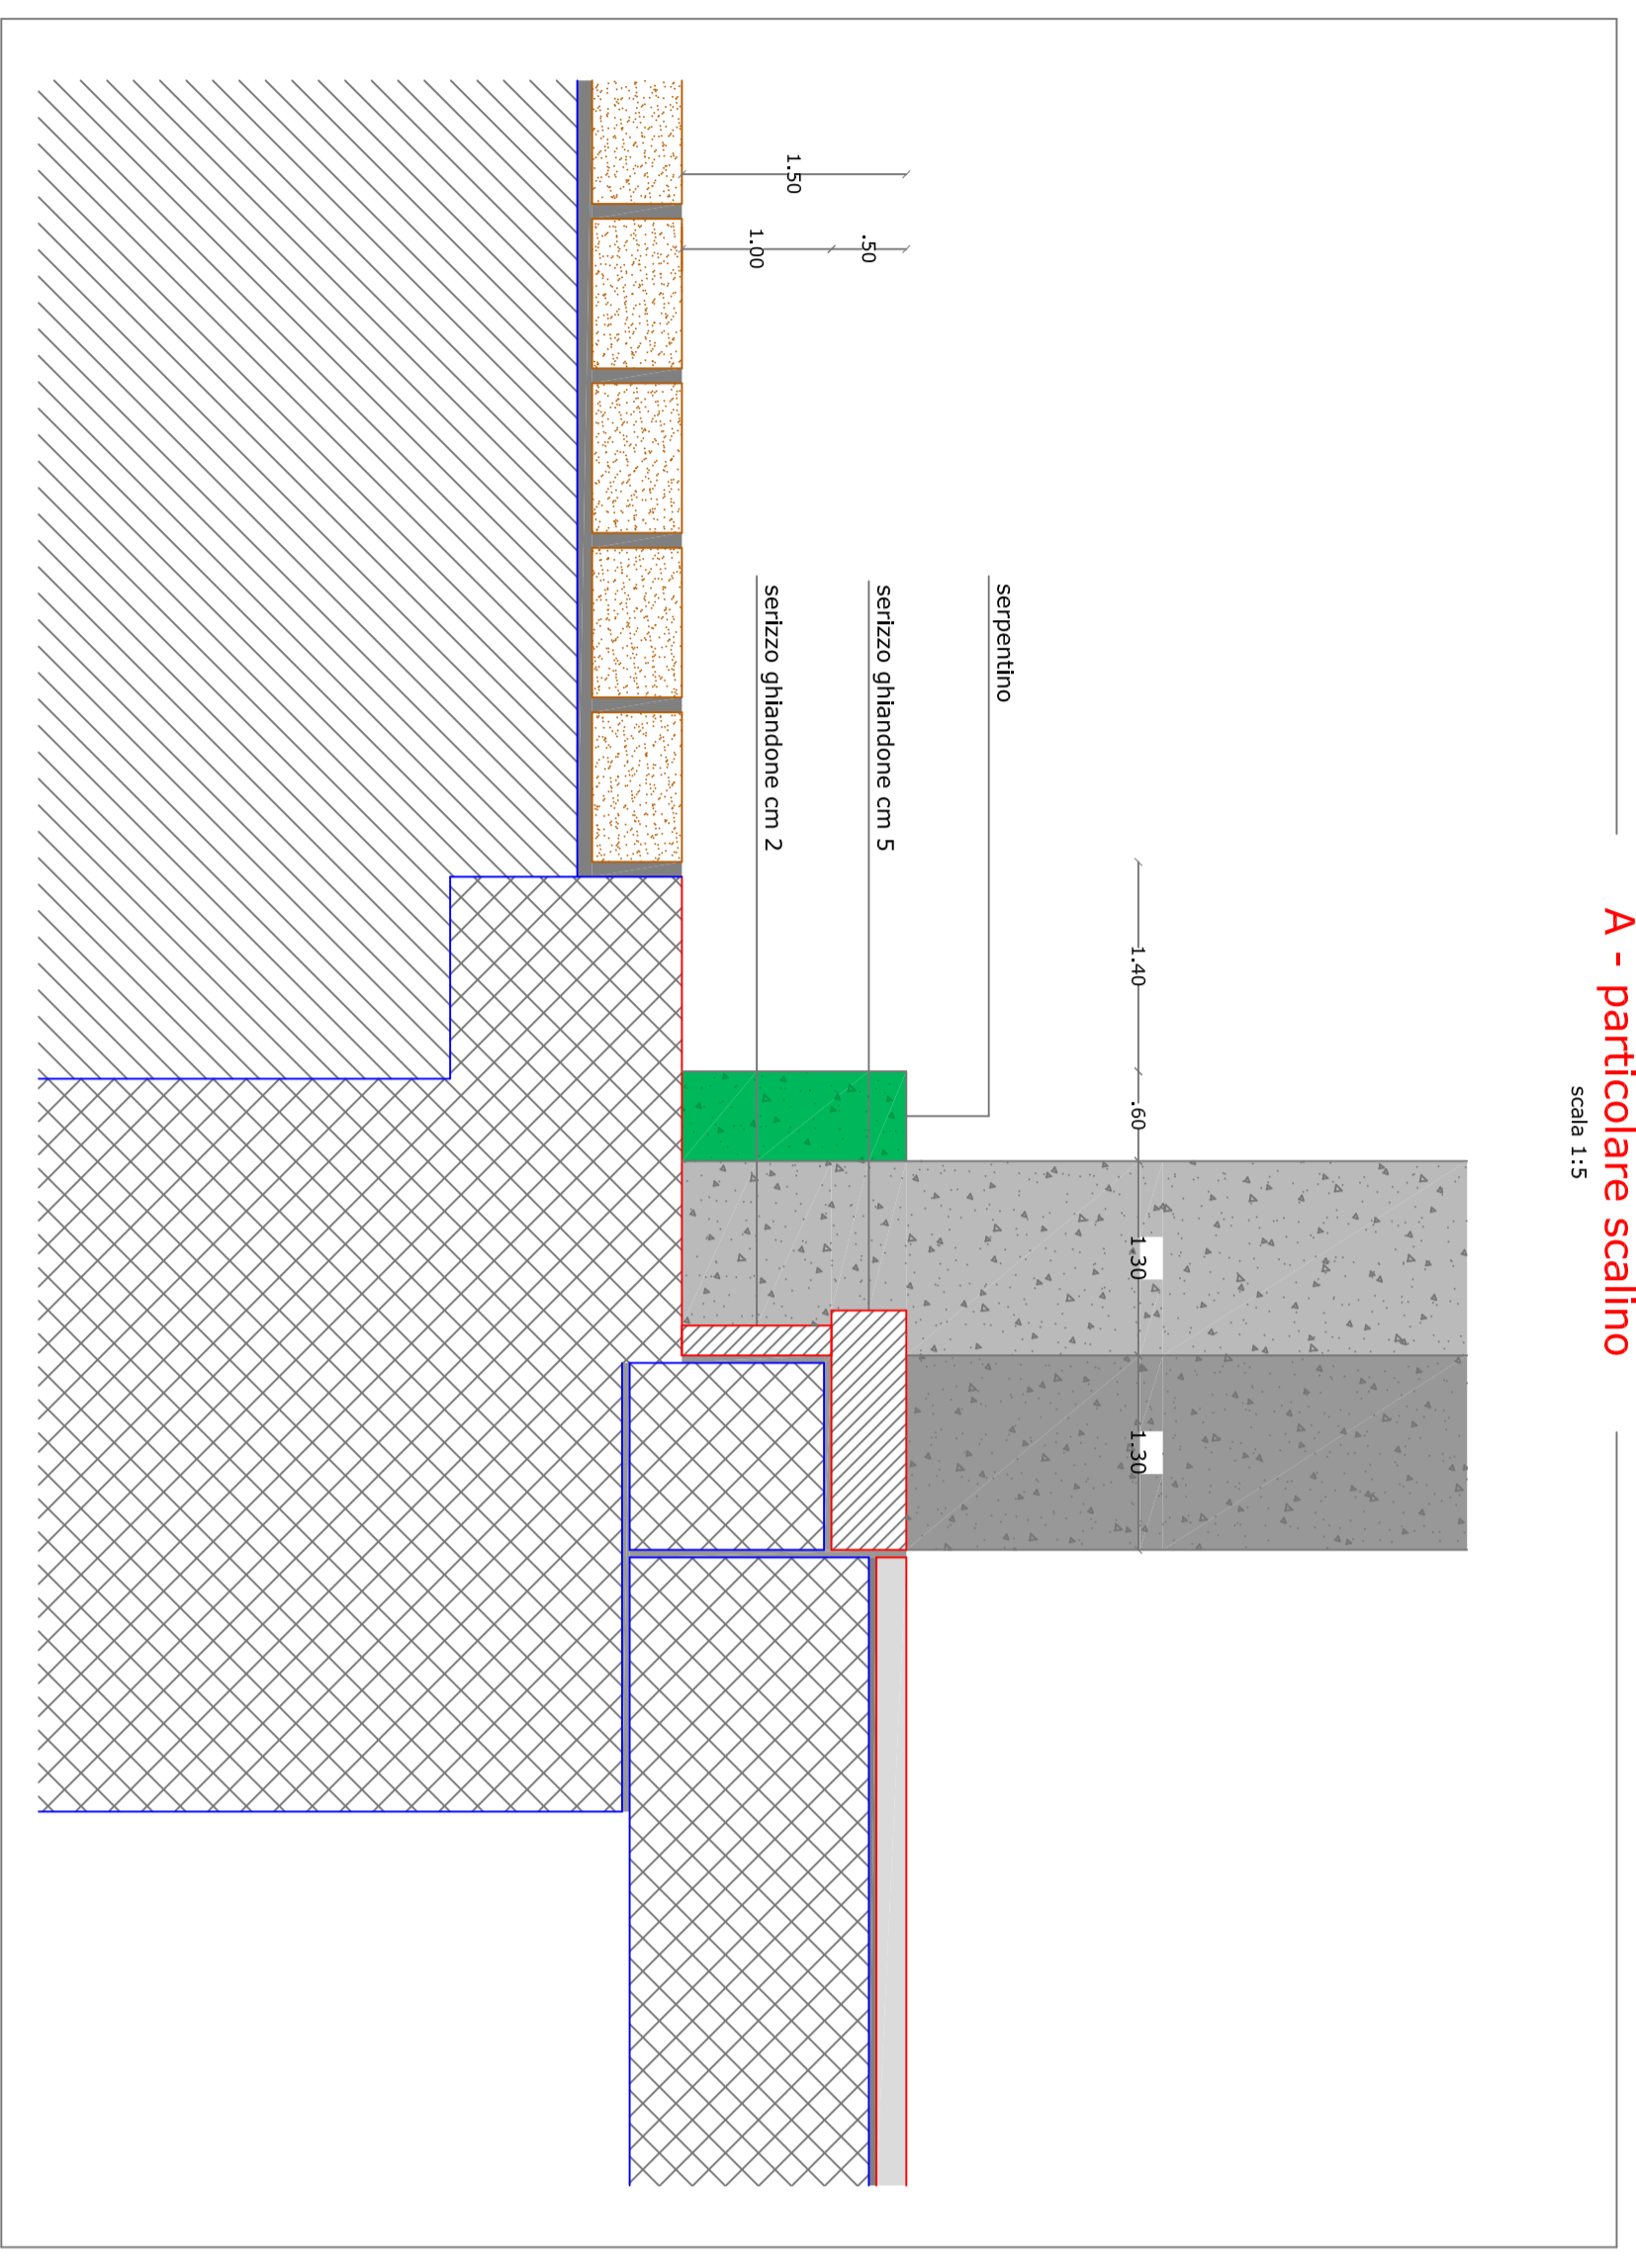 A - particolare scalino
scala 1:5
1.40
.60
1.30
1.30
serpentino
serizzo ghiandone cm 5
serizzo ghiandone cm 2
1.50
.50
1.00